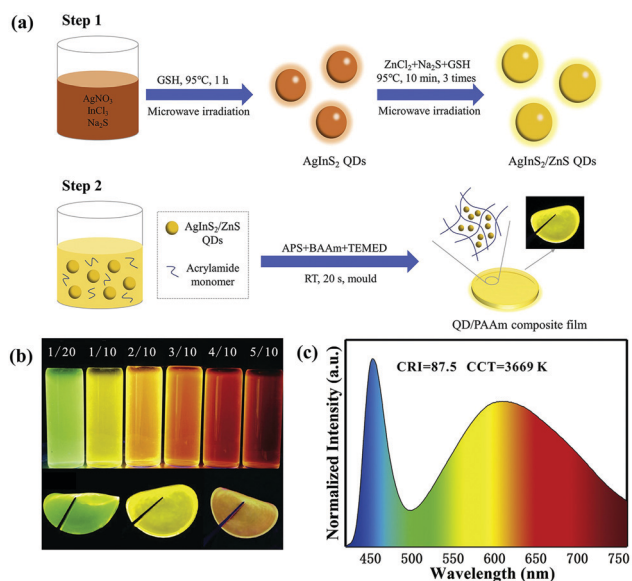 (a)
Step 1
AgNO₃
InCl₃
Na₂S
GSH, 95℃, 1 h
Microwave irradiation
AgInS₂ QDs
ZnCl₂+Na₂S+GSH
95℃, 10 min, 3 times
Microwave irradiation
AgInS₂/ZnS QDs
Step 2
AgInS₂/ZnS
QDs
Acrylamide
monomer
APS+BAAm+TEMED
RT, 20 s, mould
QD/PAAm composite film
(b)
1/20 1/10 2/10 3/10 4/10 5/10
(c)
CRI=87.5 CCT=3669 K
Normalized Intensity (a.u.)
450 500 550 600 650 700 750
Wavelength (nm)